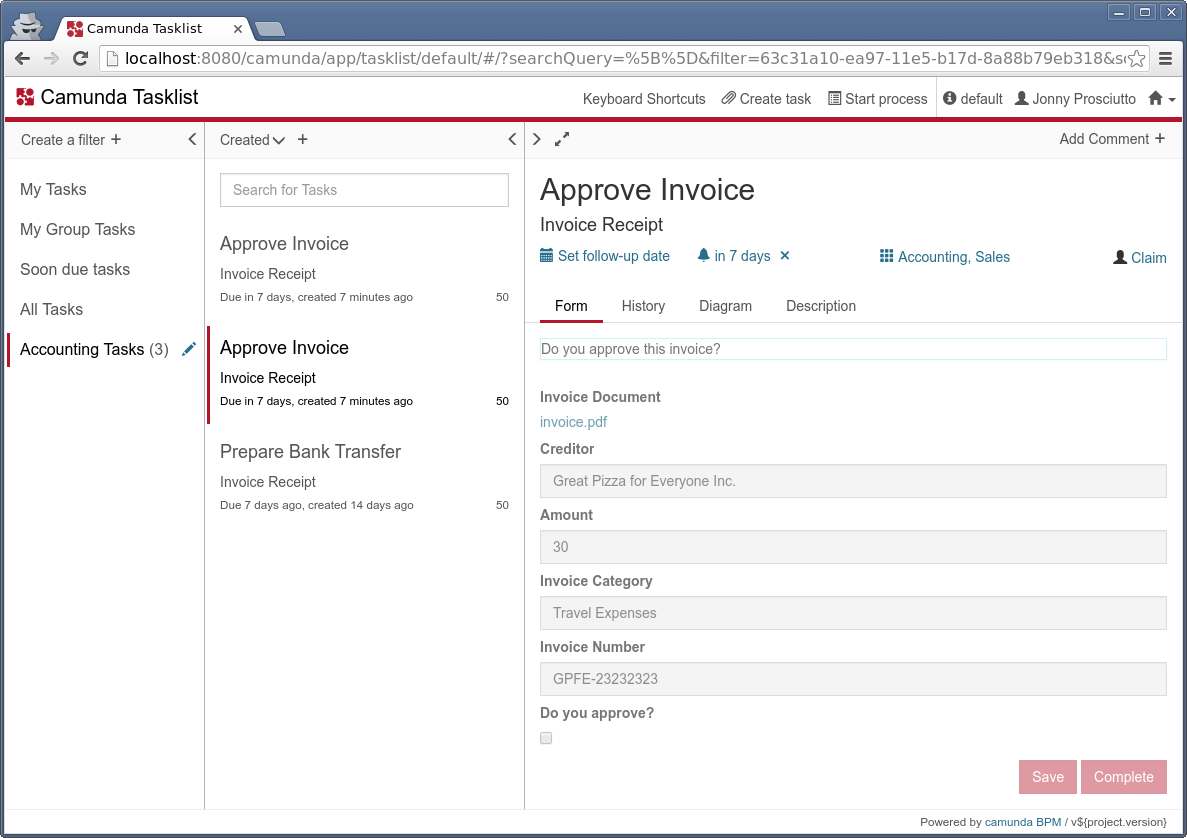 Camunda Tasklist
localhost:8080/camunda/app/tasklist/default/#/?searchQuery=%5B%5D&filter=63c31a10-ea97-11e5-b17d-8a88b79eb318&s
Camunda Tasklist
Keyboard Shortcuts Create task Start process default Jonny Prosciutto
Create a filter +
My Tasks
My Group Tasks
Soon due tasks
All Tasks
Accounting Tasks (3)
Created +
Search for Tasks
Approve Invoice
Invoice Receipt
Due in 7 days, created 7 minutes ago 50
Approve Invoice
Invoice Receipt
Due in 7 days, created 7 minutes ago 50
Prepare Bank Transfer
Invoice Receipt
Due 7 days ago, created 14 days ago 50
Add Comment +
Approve Invoice
Invoice Receipt
Set follow-up date in 7 days Accounting, Sales Claim
Form History Diagram Description
Do you approve this invoice?
Invoice Document
invoice.pdf
Creditor
Great Pizza for Everyone Inc.
Amount
30
Invoice Category
Travel Expenses
Invoice Number
GPFE-23232323
Do you approve?
Save Complete
Powered by camunda BPM / v${project.version}